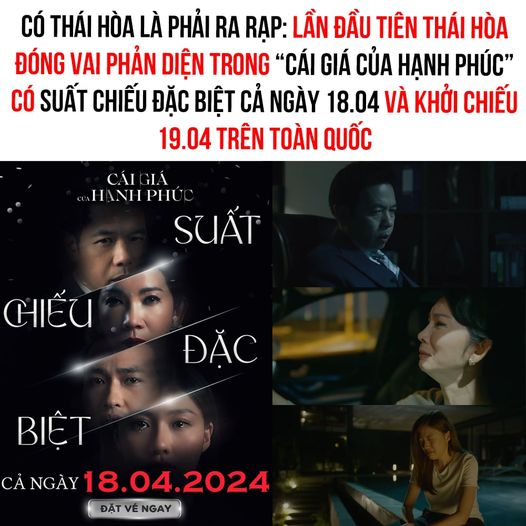 CÓ THÁI HÒA LÀ PHẢI RA RẠP: LẦN ĐẦU TIÊN THÁI HÒA
ĐÓNG VAI PHẢN DIỆN TRONG “CÁI GIÁ CỦA HẠNH PHÚC”
CÓ SUẤT CHIẾU ĐẶC BIỆT CẢ NGÀY 18.04 VÀ KHỞI CHIẾU
19.04 TRÊN TOÀN QUỐC
CÁI GIÁ
CỦA HẠNH PHÚC
SUẤT
CHIẾU
ĐẶC
BIỆT
CẢ NGÀY 18.04.2024
ĐẶT VÉ NGAY